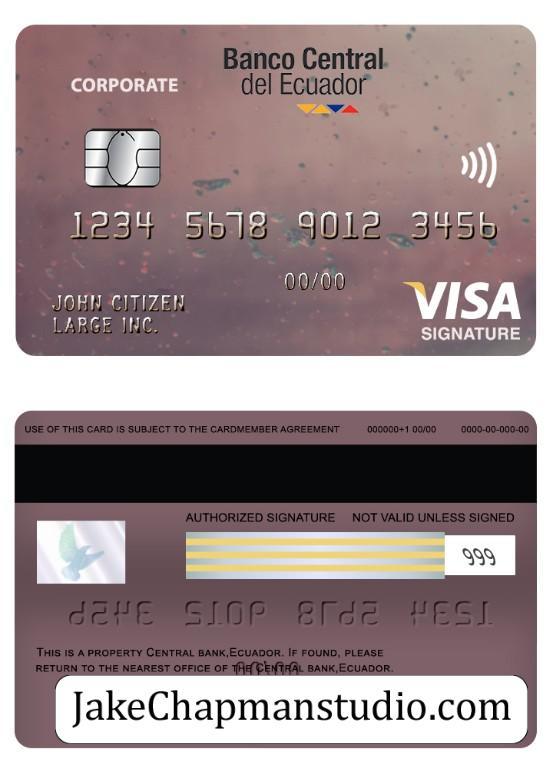 Banco Central
del Ecuador
CORPORATE
1234 5678 9012 3456
00/00
JOHN CITIZEN
LARGE INC.
VISA
SIGNATURE
USE OF THIS CARD IS SUBJECT TO THE CARDMEMBER AGREEMENT 000000+1 00/00 0000-00-000-00
AUTHORIZED SIGNATURE NOT VALID UNLESS SIGNED
999
1234 5678 9012 3456
THIS IS A PROPERTY CENTRAL BANK,ECUADOR. IF FOUND, PLEASE
RETURN TO THE NEAREST OFFICE OF THE CENTRAL BANK,ECUADOR.
00/00
JakeChapmanstudio.com